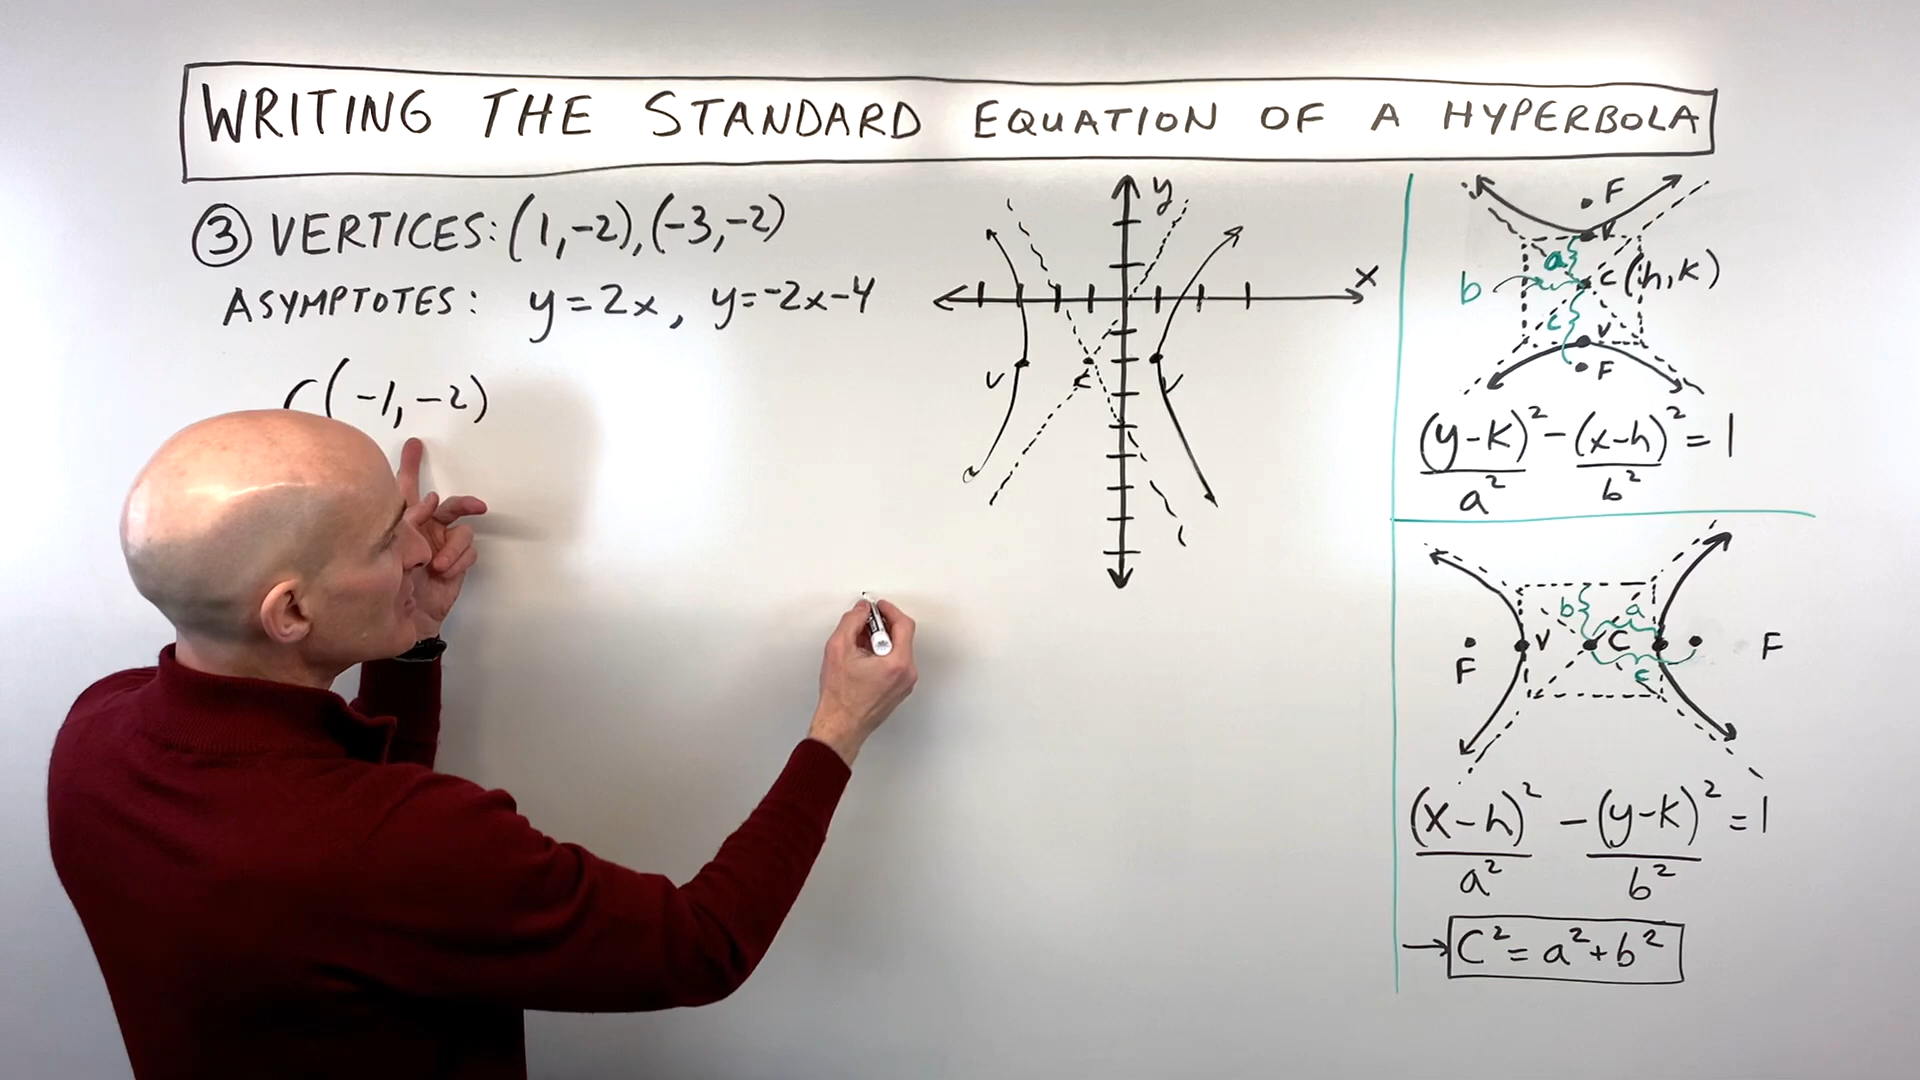 WRITING THE STANDARD EQUATION OF A HYPERBOLA
③ VERTICES: (1,-2), (-3,-2)
ASYMPTOTES: y=2x, y=-2x-4
C(-1,-2)
y
x
V
C
V
F
V
a
b
C(h,k)
c
V
F
(y-k)²/a² - (x-h)²/b² = 1
b
a
F
V
C
F
c
(x-h)²/a² - (y-k)²/b² = 1
→ C²=a²+b²